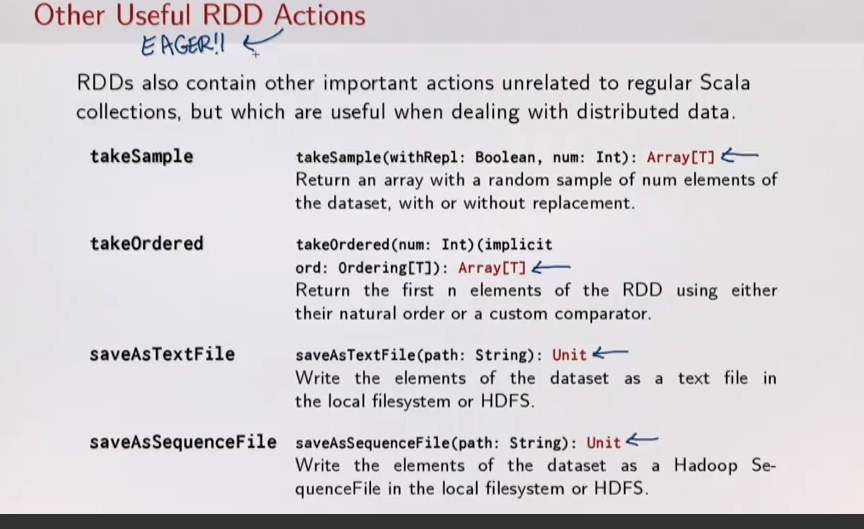 Other Useful RDD Actions
EAGER!!
RDDs also contain other important actions unrelated to regular Scala
collections, but which are useful when dealing with distributed data.
takeSample takeSample(withRepl: Boolean, num: Int): Array[T]
Return an array with a random sample of num elements of
the dataset, with or without replacement.
takeOrdered takeOrdered(num: Int)(implicit
ord: Ordering[T]): Array[T]
Return the first n elements of the RDD using either
their natural order or a custom comparator.
saveAsTextFile saveAsTextFile(path: String): Unit
Write the elements of the dataset as a text file in
the local filesystem or HDFS.
saveAsSequenceFile saveAsSequenceFile(path: String): Unit
Write the elements of the dataset as a Hadoop Se-
quenceFile in the local filesystem or HDFS.